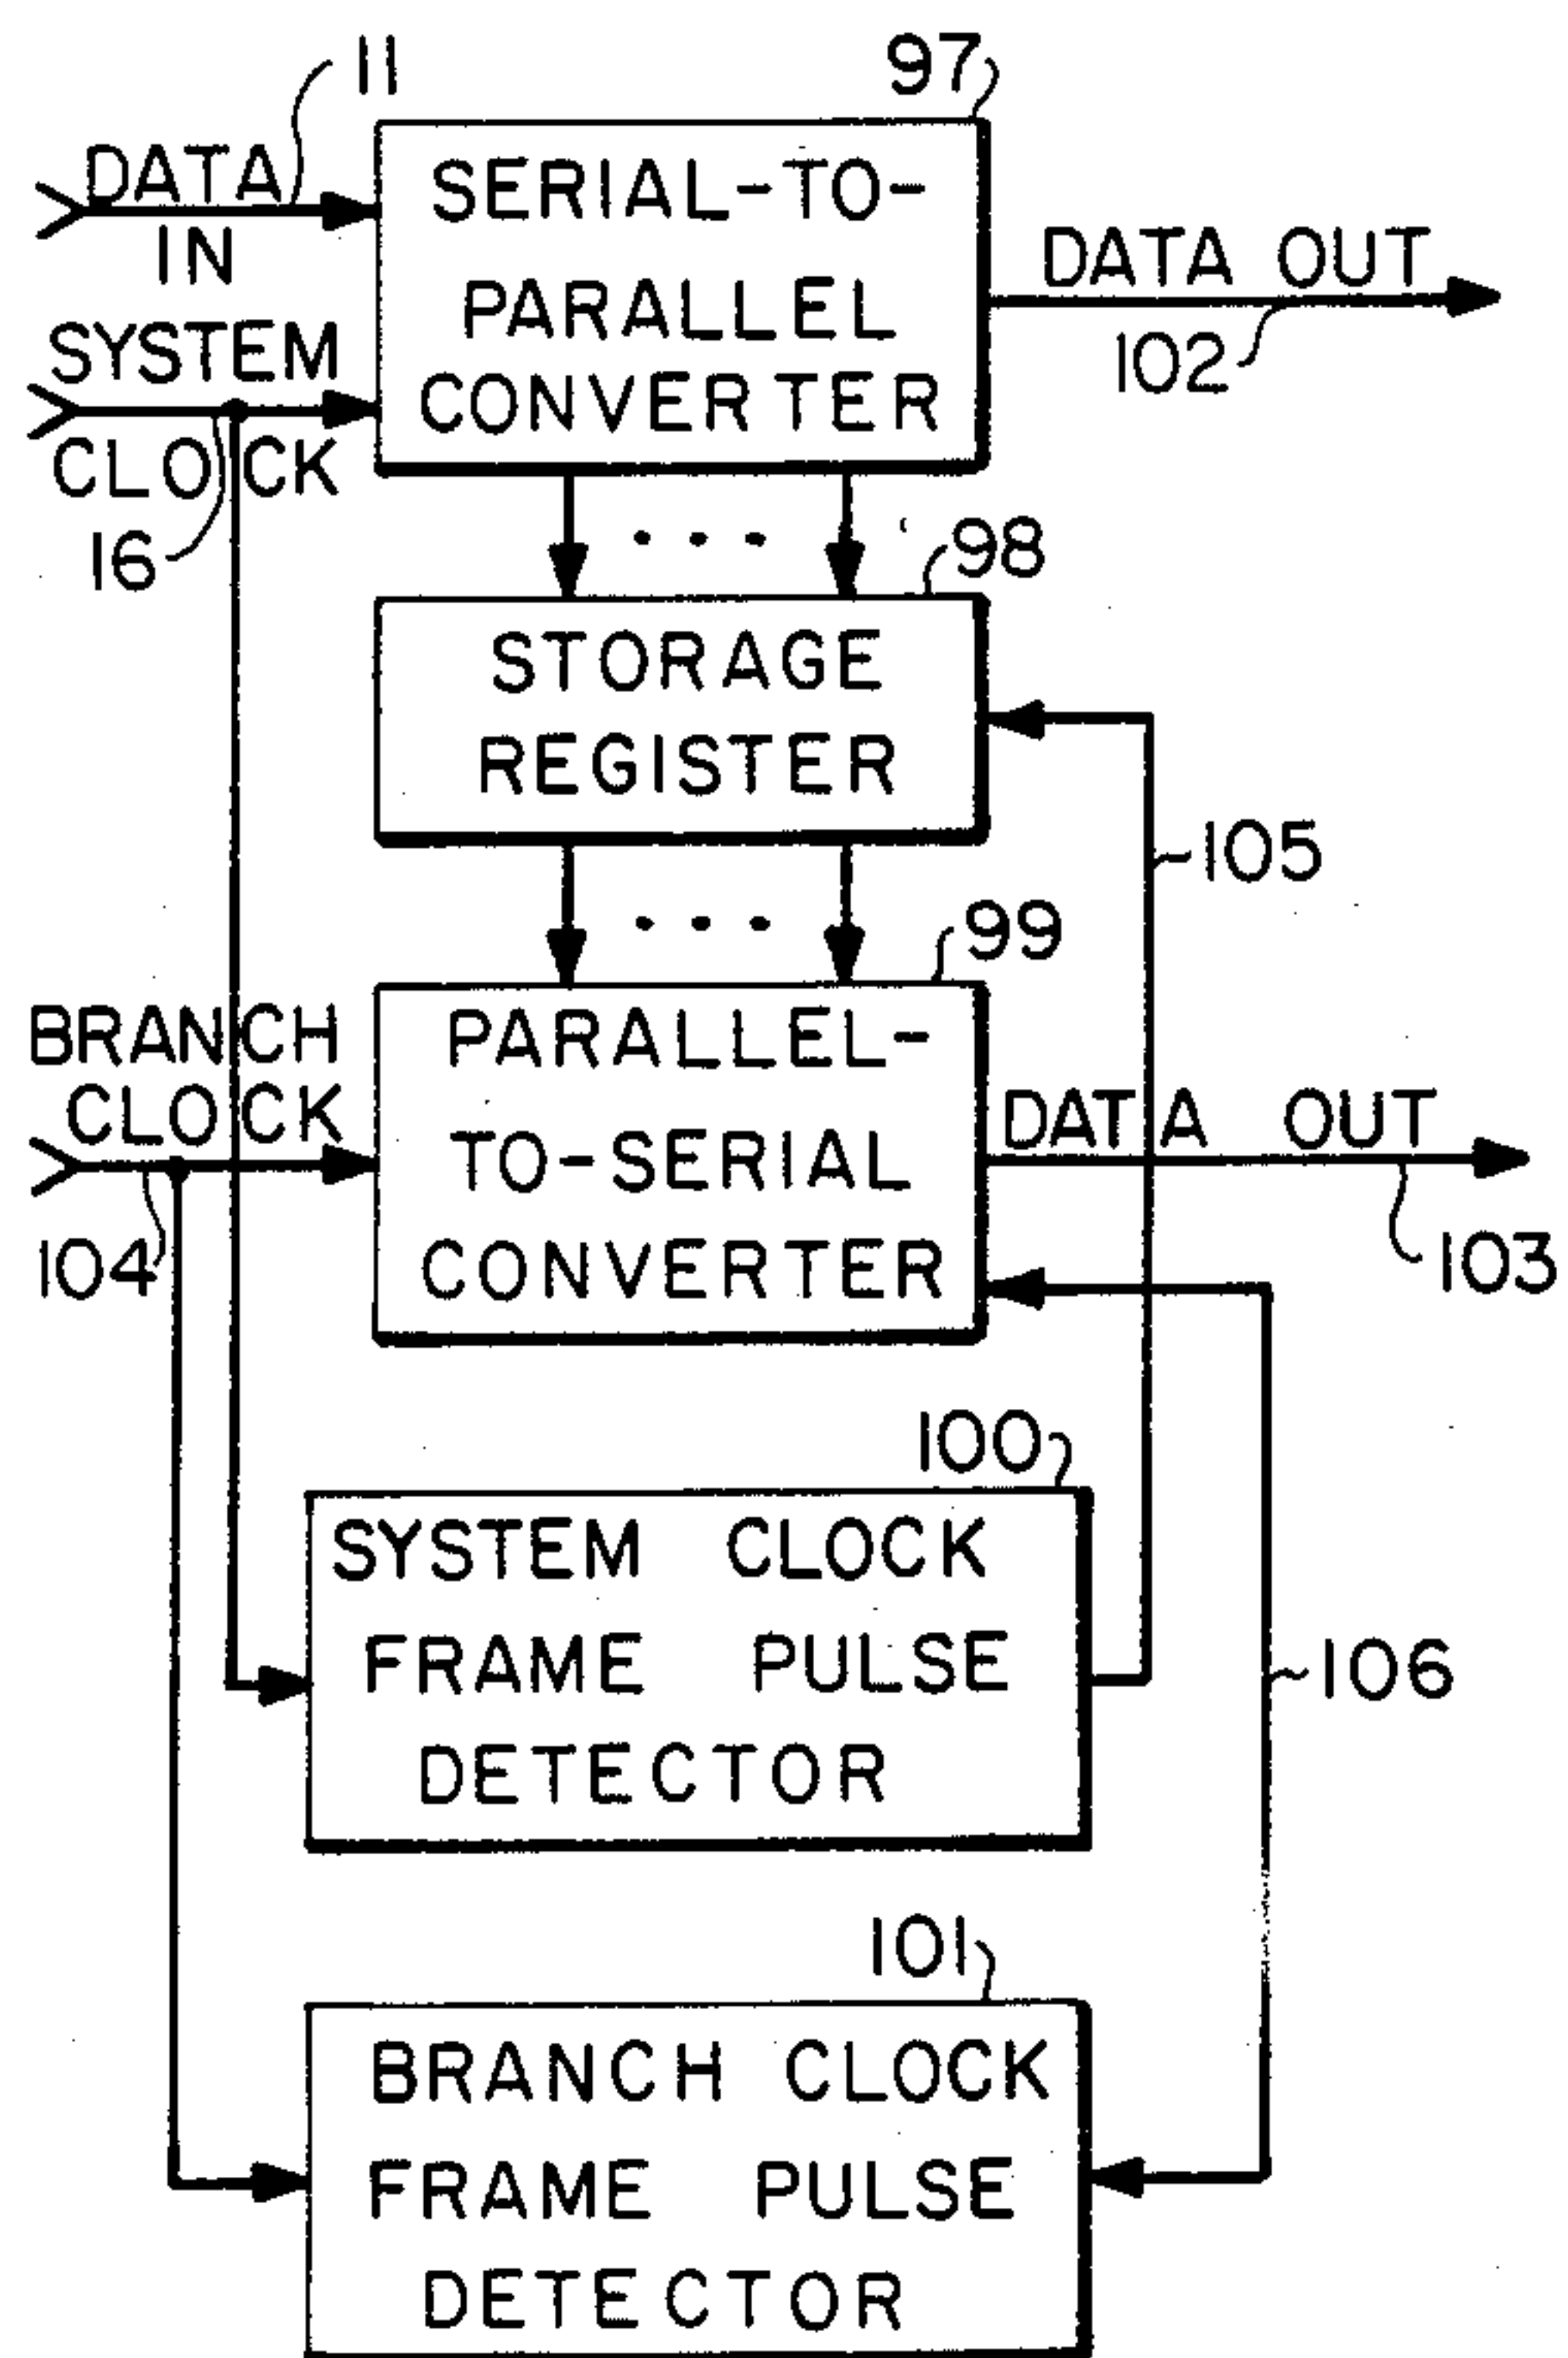 11
97
DATA
IN
SERIAL-TO-
PARALLEL
CONVERTER
DATA OUT
102
SYSTEM
CLOCK
16
98
STORAGE
REGISTER
105
99
BRANCH
CLOCK
104
PARALLEL-
TO-SERIAL
CONVERTER
DATA OUT
103
100
SYSTEM CLOCK
FRAME PULSE
DETECTOR
106
101
BRANCH CLOCK
FRAME PULSE
DETECTOR